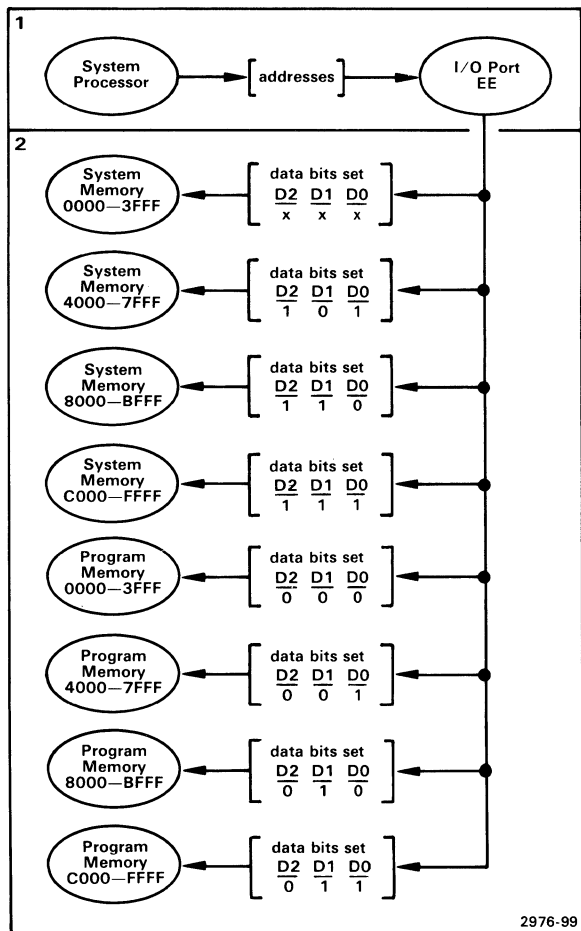 1
System
Processor
[addresses]
I/O Port
EE
2
System
Memory
0000—3FFF
data bits set
D2 D1 D0
x x x
System
Memory
4000—7FFF
data bits set
D2 D1 D0
1 0 1
System
Memory
8000—BFFF
data bits set
D2 D1 D0
1 1 0
System
Memory
C000—FFFF
data bits set
D2 D1 D0
1 1 1
Program
Memory
0000—3FFF
data bits set
D2 D1 D0
0 0 0
Program
Memory
4000—7FFF
data bits set
D2 D1 D0
0 0 1
Program
Memory
8000—BFFF
data bits set
D2 D1 D0
0 1 0
Program
Memory
C000—FFFF
data bits set
D2 D1 D0
0 1 1
2976-99